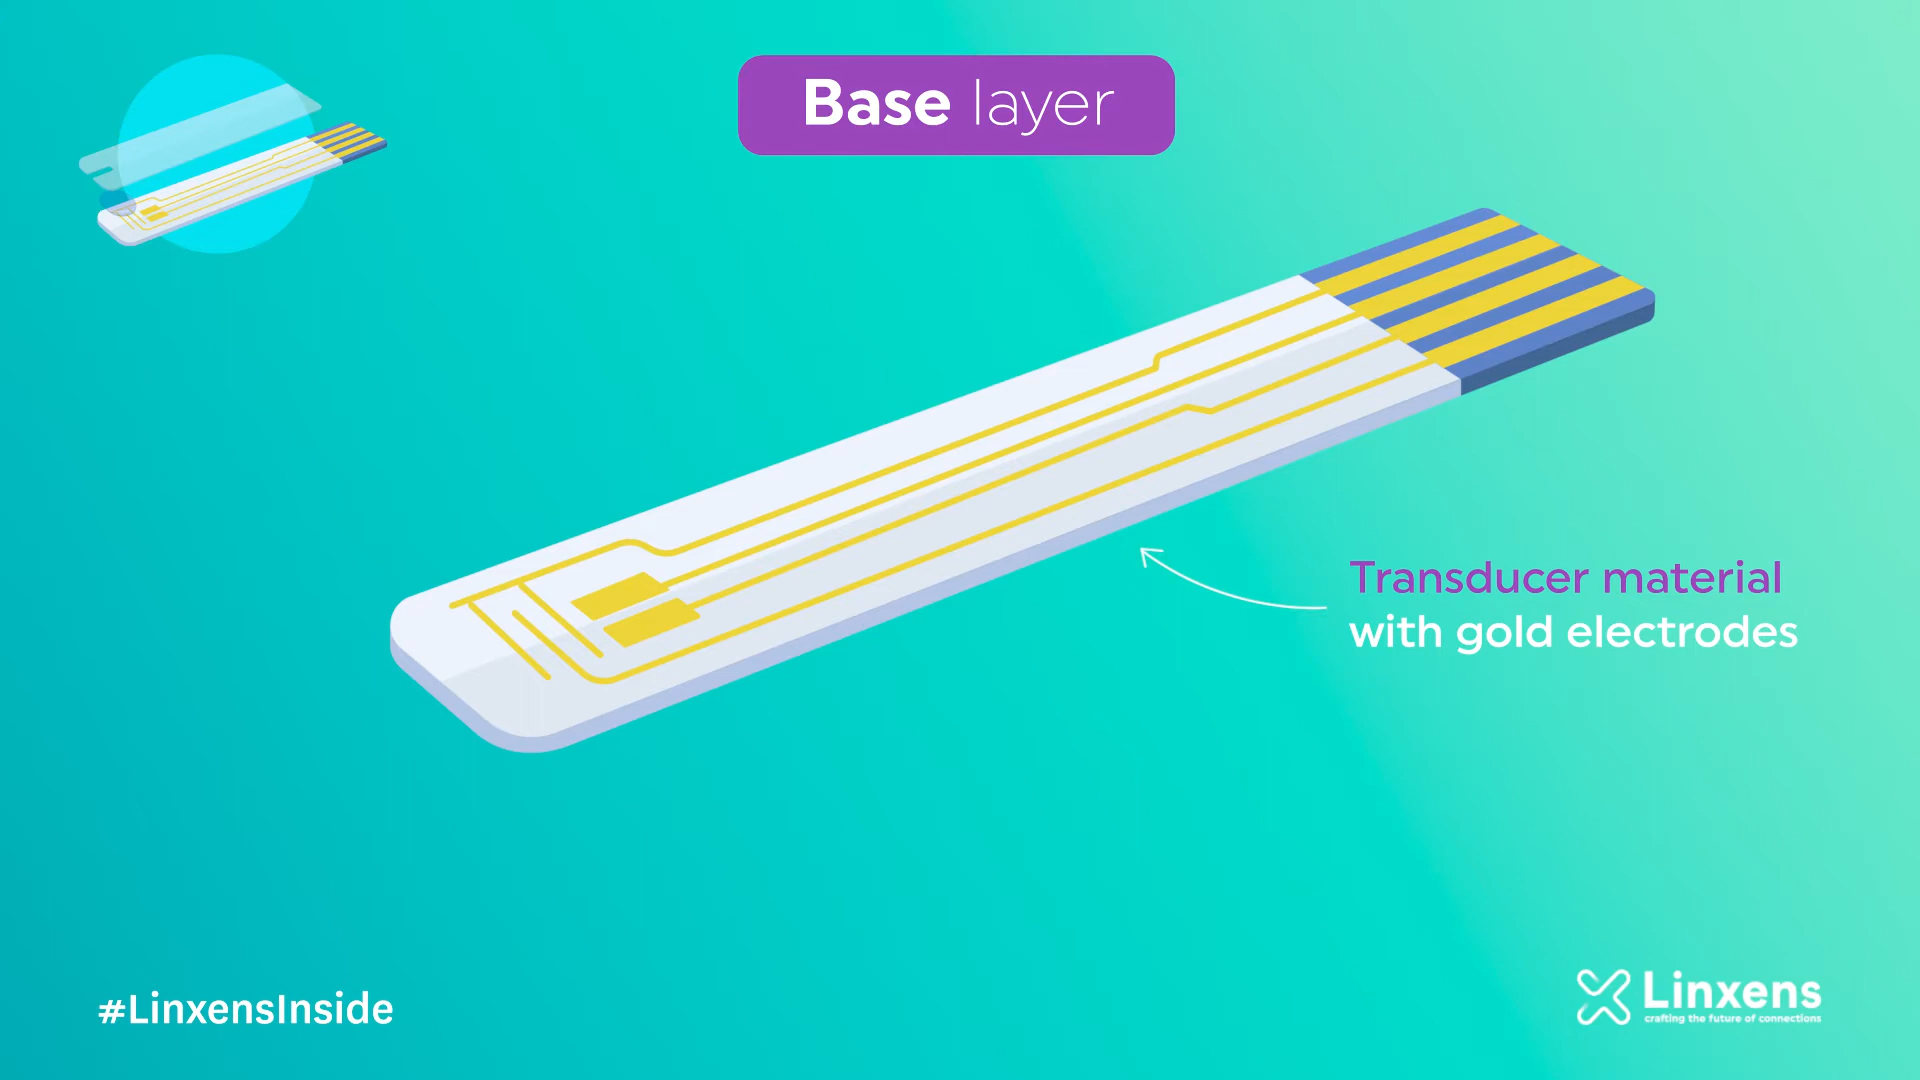 Base layer
Transducer material
with gold electrodes
#LinxensInside
Linxens
crafting the future of connections